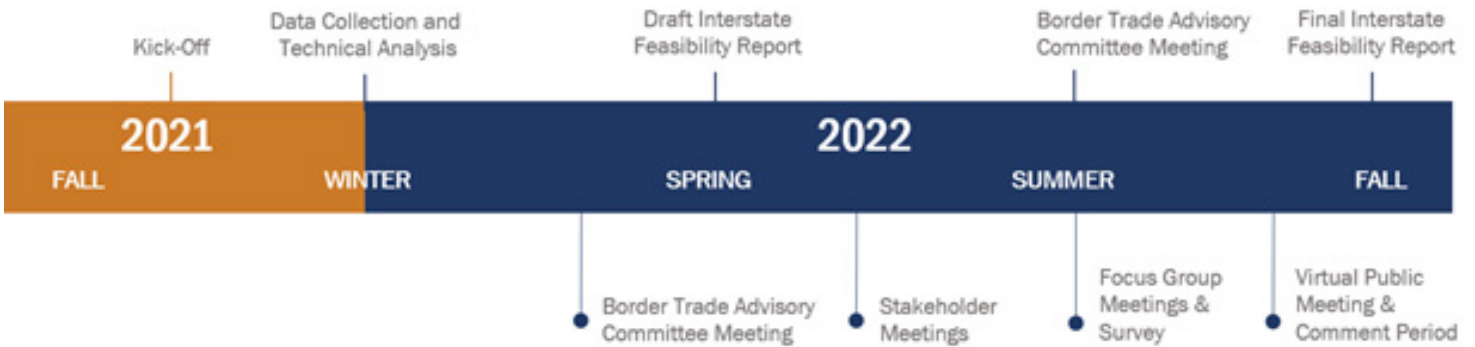 Kick-Off
Data Collection and
Technical Analysis
Draft Interstate
Feasibility Report
Border Trade Advisory
Committee Meeting
Final Interstate
Feasibility Report
2021
2022
FALL
WINTER
SPRING
SUMMER
FALL
Border Trade Advisory
Committee Meeting
Stakeholder
Meetings
Focus Group
Meetings &
Survey
Virtual Public
Meeting &
Comment Period